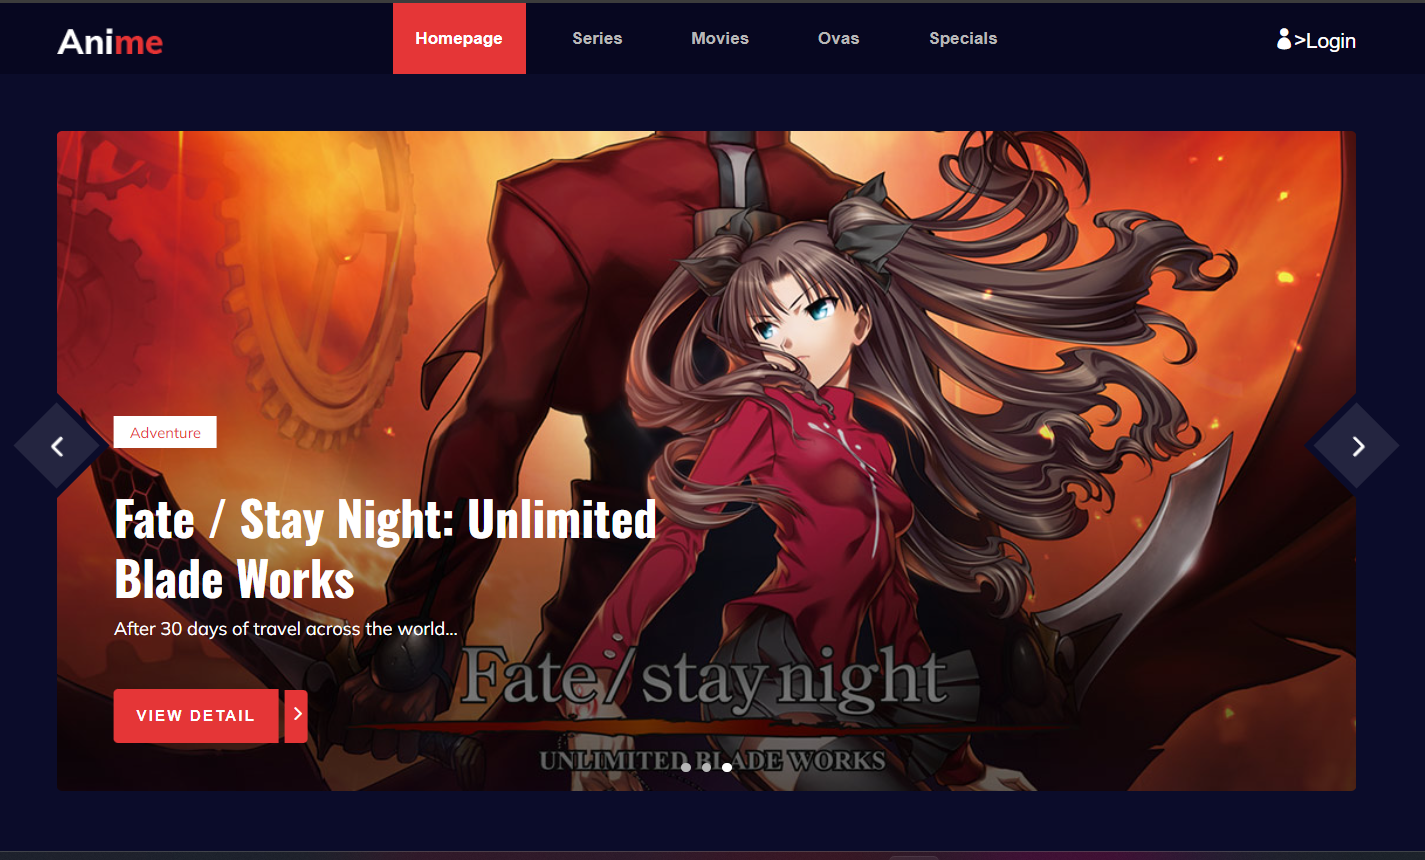 Anime
Homepage
Series
Movies
Ovas
Specials
>Login
Adventure
Fate / Stay Night: Unlimited
Blade Works
After 30 days of travel across the world...
Fate/stay night
VIEW DETAIL
UNLIMITED BLADE WORKS